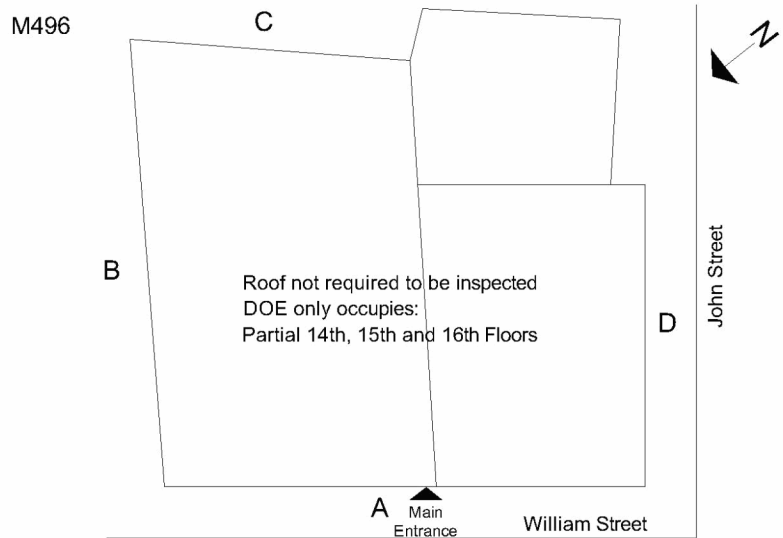 M496
C
N
B
Roof not required to be inspected
DOE only occupies:
Partial 14th, 15th and 16th Floors
D
John Street
A
Main
Entrance
William Street